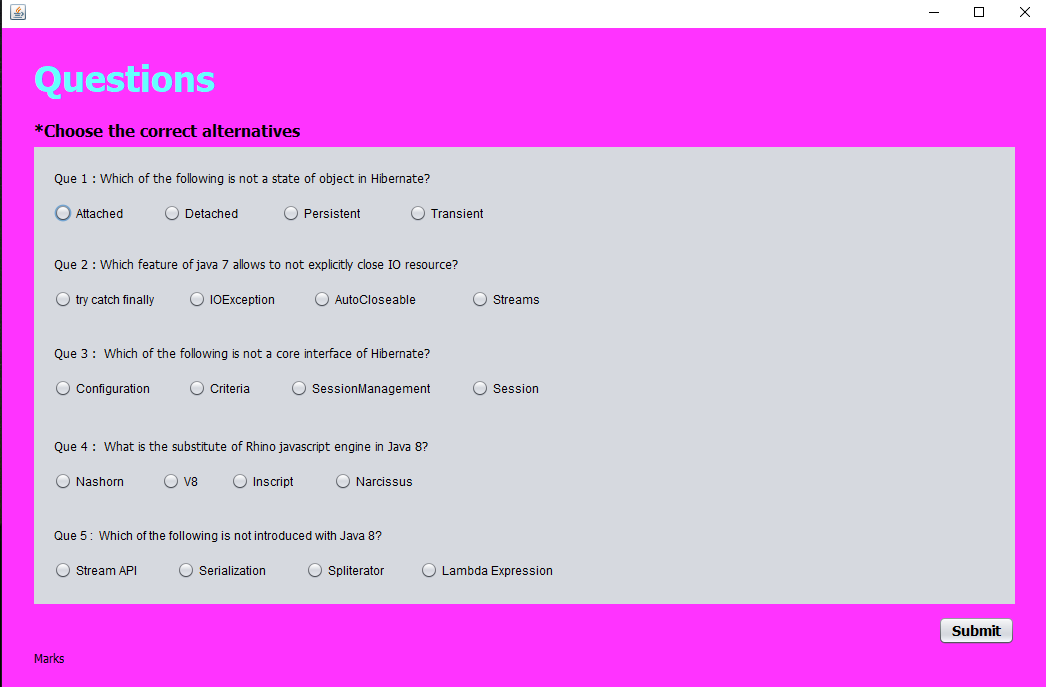 Questions
*Choose the correct alternatives
Que 1 : Which of the following is not a state of object in Hibernate?
Attached Detached Persistent Transient
Que 2 : Which feature of java 7 allows to not explicitly close IO resource?
try catch finally IOException AutoCloseable Streams
Que 3 :  Which of the following is not a core interface of Hibernate?
Configuration Criteria SessionManagement Session
Que 4 :  What is the substitute of Rhino javascript engine in Java 8?
Nashorn V8 Inscript Narcissus
Que 5 :  Which of the following is not introduced with Java 8?
Stream API Serialization Spliterator Lambda Expression
Submit
Marks